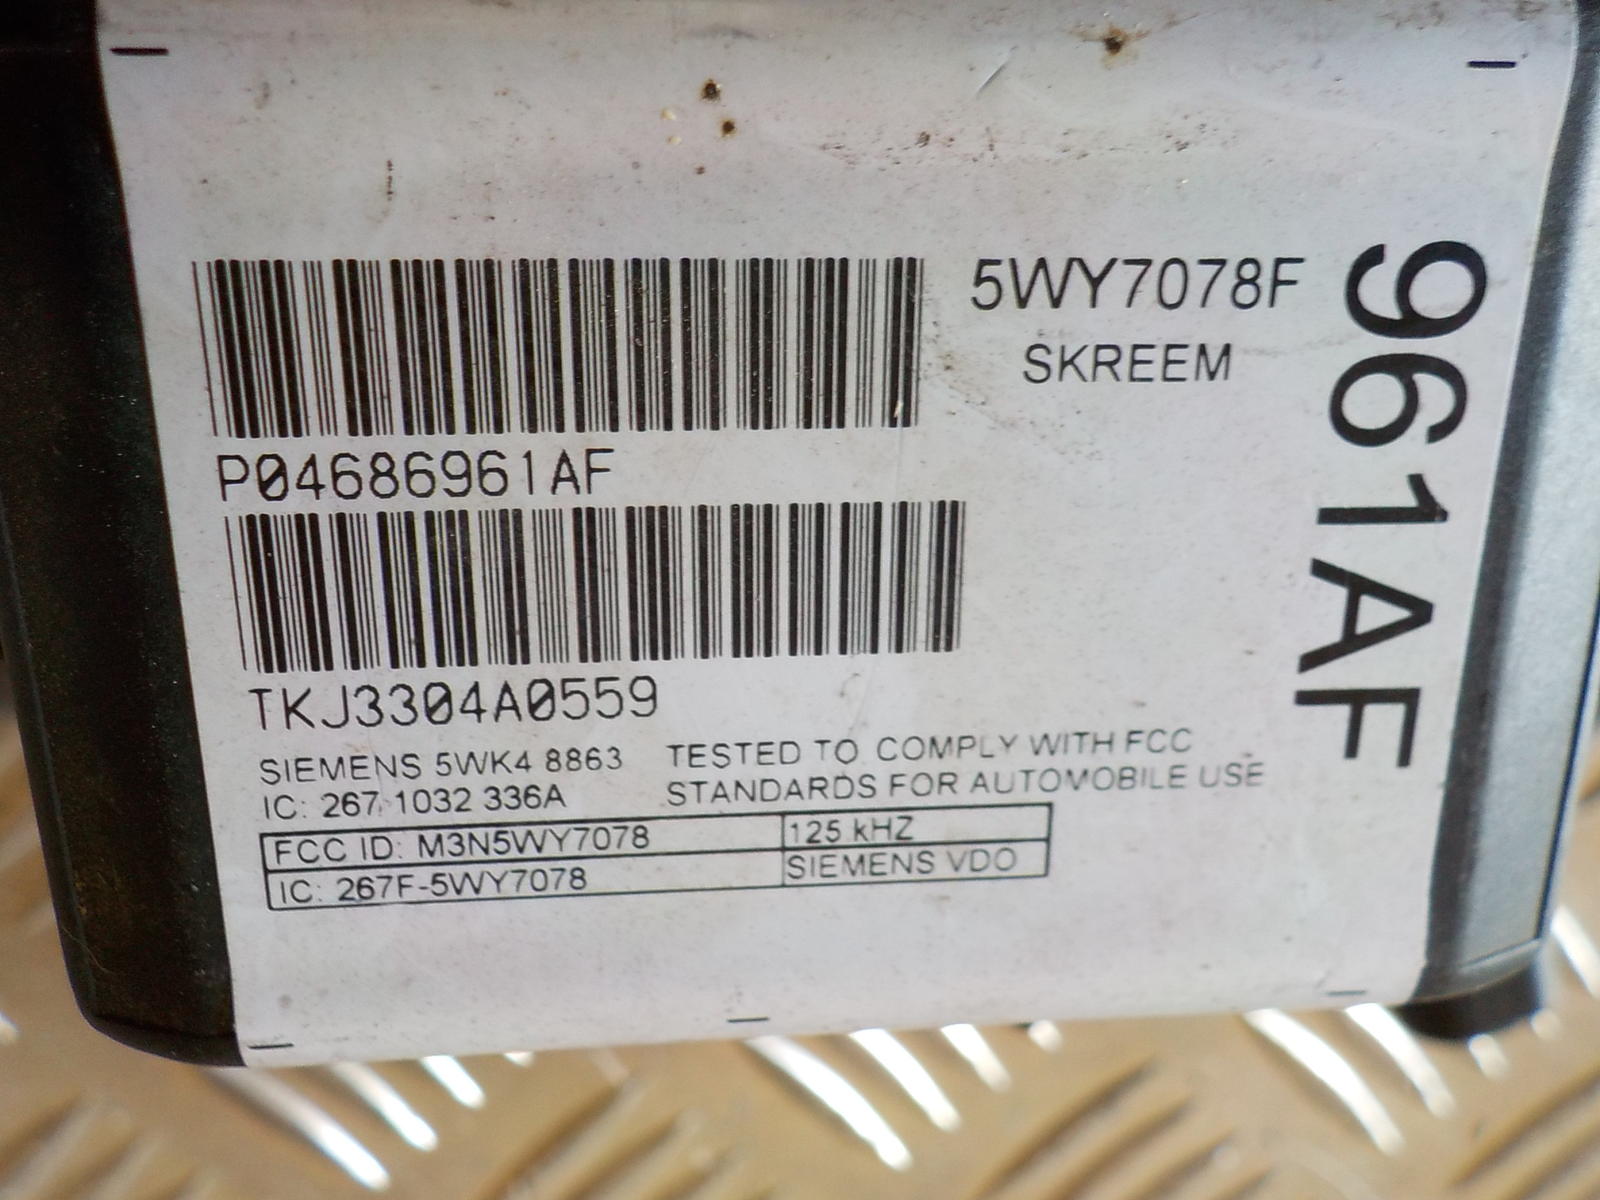 5WY7078F
SKREEM
961AF
P04686961AF
TKJ3304A0559
SIEMENS 5WK4 8863
IC: 267 1032 336A
TESTED TO COMPLY WITH FCC
STANDARDS FOR AUTOMOBILE USE
FCC ID: M3N5WY7078
125 kHZ
IC: 267F-5WY7078
SIEMENS VDO